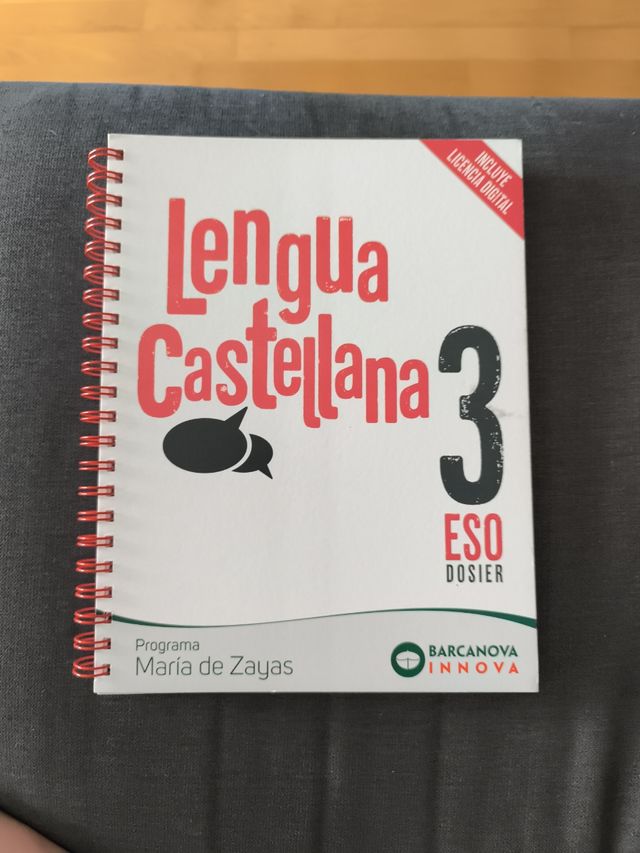 INCLUYE
LICENCIA DIGITAL
Lengua
Castellana
3
ESO
DOSIER
Programa
María de Zayas
BARCANOVA
INNOVA